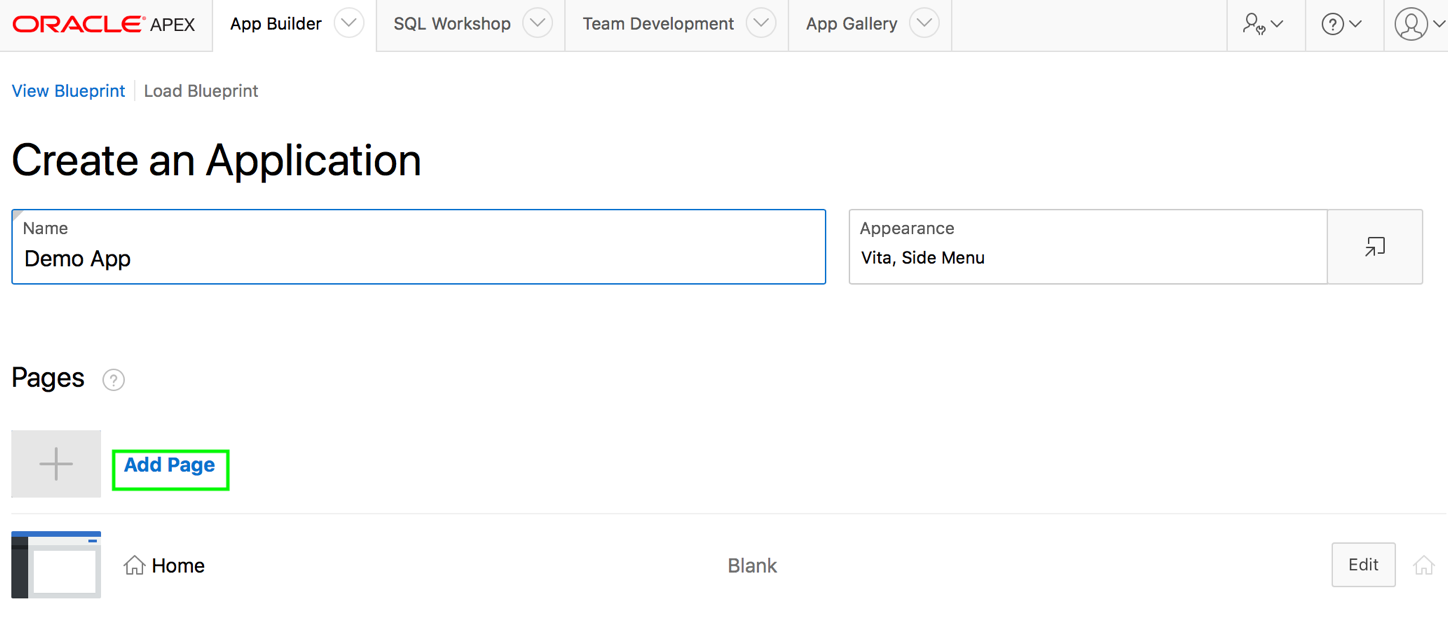 ORACLE APEX App Builder SQL Workshop Team Development App Gallery
View Blueprint Load Blueprint
Create an Application
Name
Demo App
Appearance
Vita, Side Menu
Pages ?
Add Page
Home Blank Edit